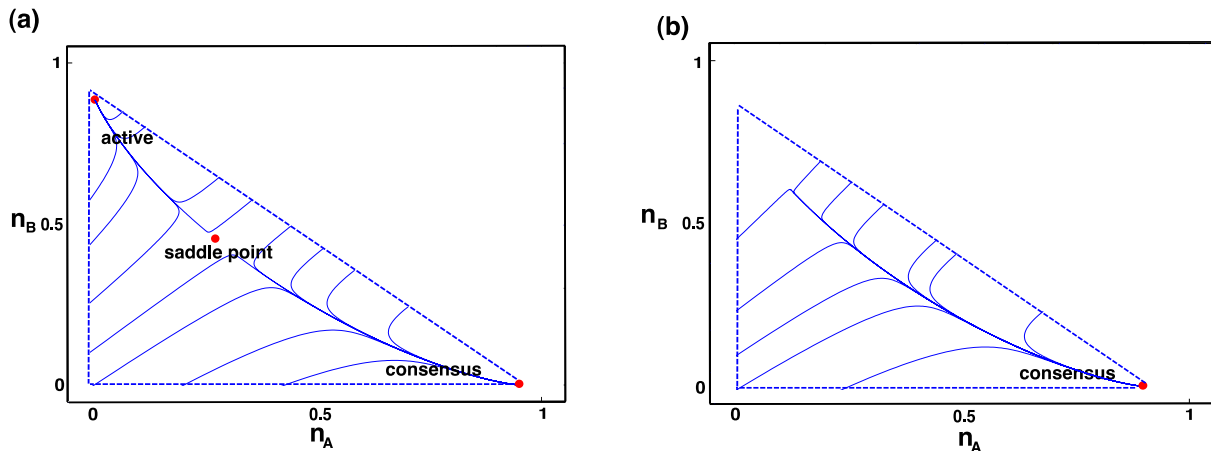 (a)
1
active
n_B 0.5
saddle point
consensus
0
0 0.5 1
n_A
(b)
1
n_B 0.5
consensus
0
0 0.5 1
n_A